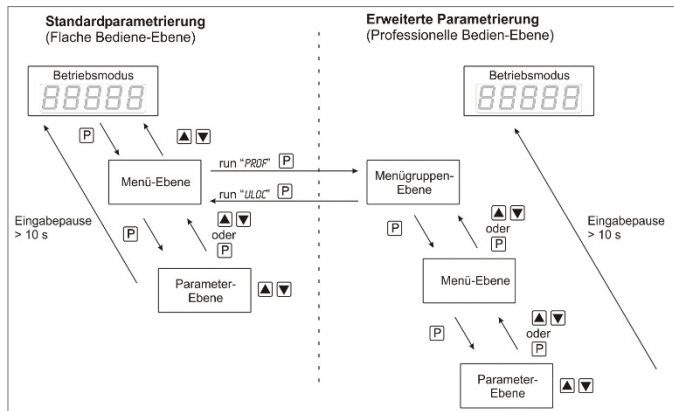 Standardparametrierung
(Flache Bediene-Ebene)
Betriebsmodus
88888
P
▲ ▼
Menü-Ebene
run "PROF" P
run "ULOC" P
Eingabepause
> 10 s
P
▲ ▼
oder
P
Parameter-
Ebene
▲ ▼
Erweiterte Parametrierung
(Professionelle Bedien-Ebene)
Betriebsmodus
88888
Menügruppen-
Ebene
P
▲ ▼
oder
P
Eingabepause
> 10 s
Menü-Ebene
P
▲ ▼
oder
P
Parameter-
Ebene
▲ ▼